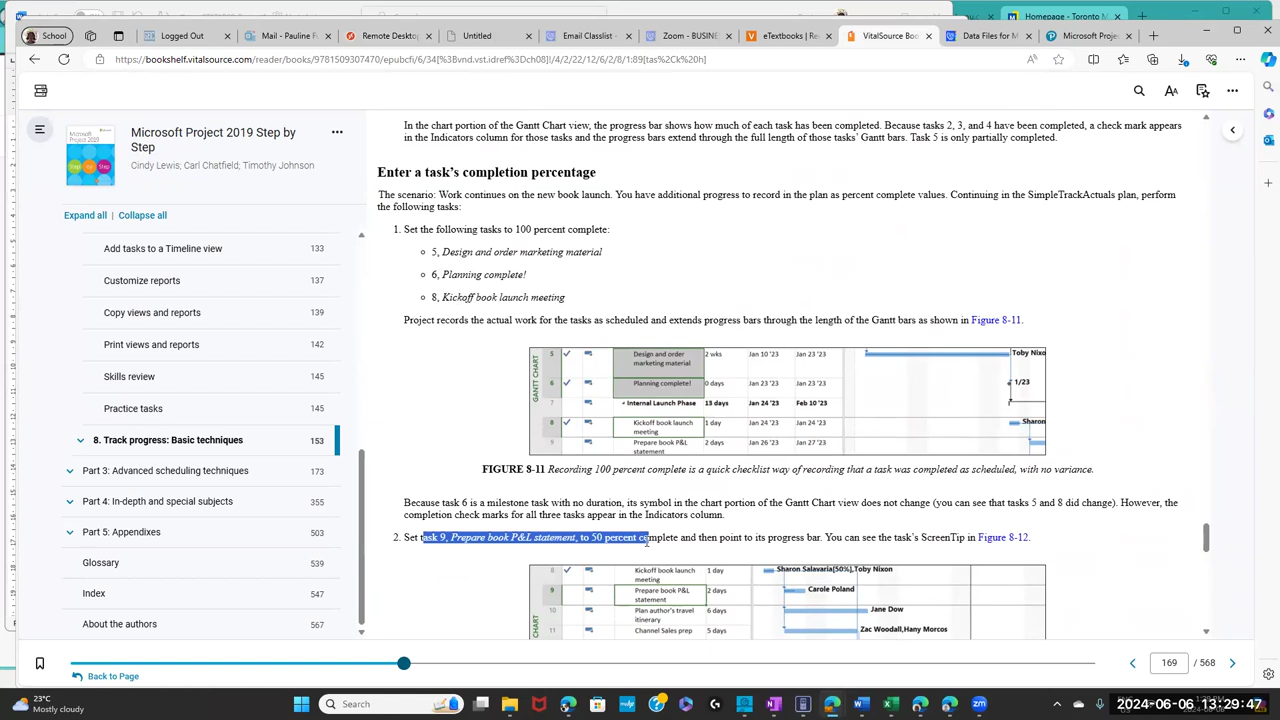 School
Logged Out
Mail - Pauline
Remote Deskto
Untitled
Email Classlist -
Zoom - BUSINE
eTextbooks | Re
VitalSource Boo
Data Files for M
Microsoft Projec
Homepage - Toronto M
https://bookshelf.vitalsource.com/reader/books/9781509307470/epubcfi/6/34[%3Bvnd.vst.idref%3Dch08]!/4/2/22/12/6/2/8/1:89[tas%2Ck%20h]
Microsoft Project 2019 Step by
Step
Cindy Lewis; Carl Chatfield, Timothy Johnson
Expand all | Collapse all
Add tasks to a Timeline view 133
Customize reports 137
Copy views and reports 139
Print views and reports 142
Skills review 145
Practice tasks 145
8. Track progress: Basic techniques 153
Part 3: Advanced scheduling techniques 173
Part 4: In-depth and special subjects 355
Part 5: Appendixes 503
Glossary 539
Index 547
About the authors 567
In the chart portion of the Gantt Chart view, the progress bar shows how much of each task has been completed. Because tasks 2, 3, and 4 have been completed, a check mark appears
in the Indicators column for those tasks and the progress bars extend through the full length of those tasks' Gantt bars. Task 5 is only partially completed.
Enter a task's completion percentage
The scenario: Work continues on the new book launch. You have additional progress to record in the plan as percent complete values. Continuing in the SimpleTrackActuals plan, perform
the following tasks:
1. Set the following tasks to 100 percent complete:
5, Design and order marketing material
6, Planning complete!
8, Kickoff book launch meeting
Project records the actual work for the tasks as scheduled and extends progress bars through the length of the Gantt bars as shown in Figure 8-11.
GANTT CHART
5 Design and order marketing material 2 wks Jan 10 '23 Jan 23 '23 Toby Nixo
6 Planning complete! 0 days Jan 23 '23 Jan 23 '23 1/23
7 Internal Launch Phase 13 days Jan 24 '23 Feb 10 '23
8 Kickoff book launch meeting 1 day Jan 24 '23 Jan 24 '23 Sharon
9 Prepare book P&L statement 2 days Jan 26 '23 Jan 27 '23
FIGURE 8-11 Recording 100 percent complete is a quick checklist way of recording that a task was completed as scheduled, with no variance.
Because task 6 is a milestone task with no duration, its symbol in the chart portion of the Gantt Chart view does not change (you can see that tasks 5 and 8 did change). However, the
completion check marks for all three tasks appear in the Indicators column.
2. Set task 9, Prepare book P&L statement, to 50 percent complete and then point to its progress bar. You can see the task's ScreenTip in Figure 8-12.
CHART
8 Kickoff book launch meeting 1 day Sharon Salavaria[50%],Toby Nixon
9 Prepare book P&L statement 2 days Carole Poland
10 Plan author's travel itinerary 6 days Jane Dow
11 Channel Sales prep 5 days Zac Woodall,Hany Morcos
Back to Page
169 / 568
23°C
Mostly cloudy
Search
2024-06-06 13:29:47